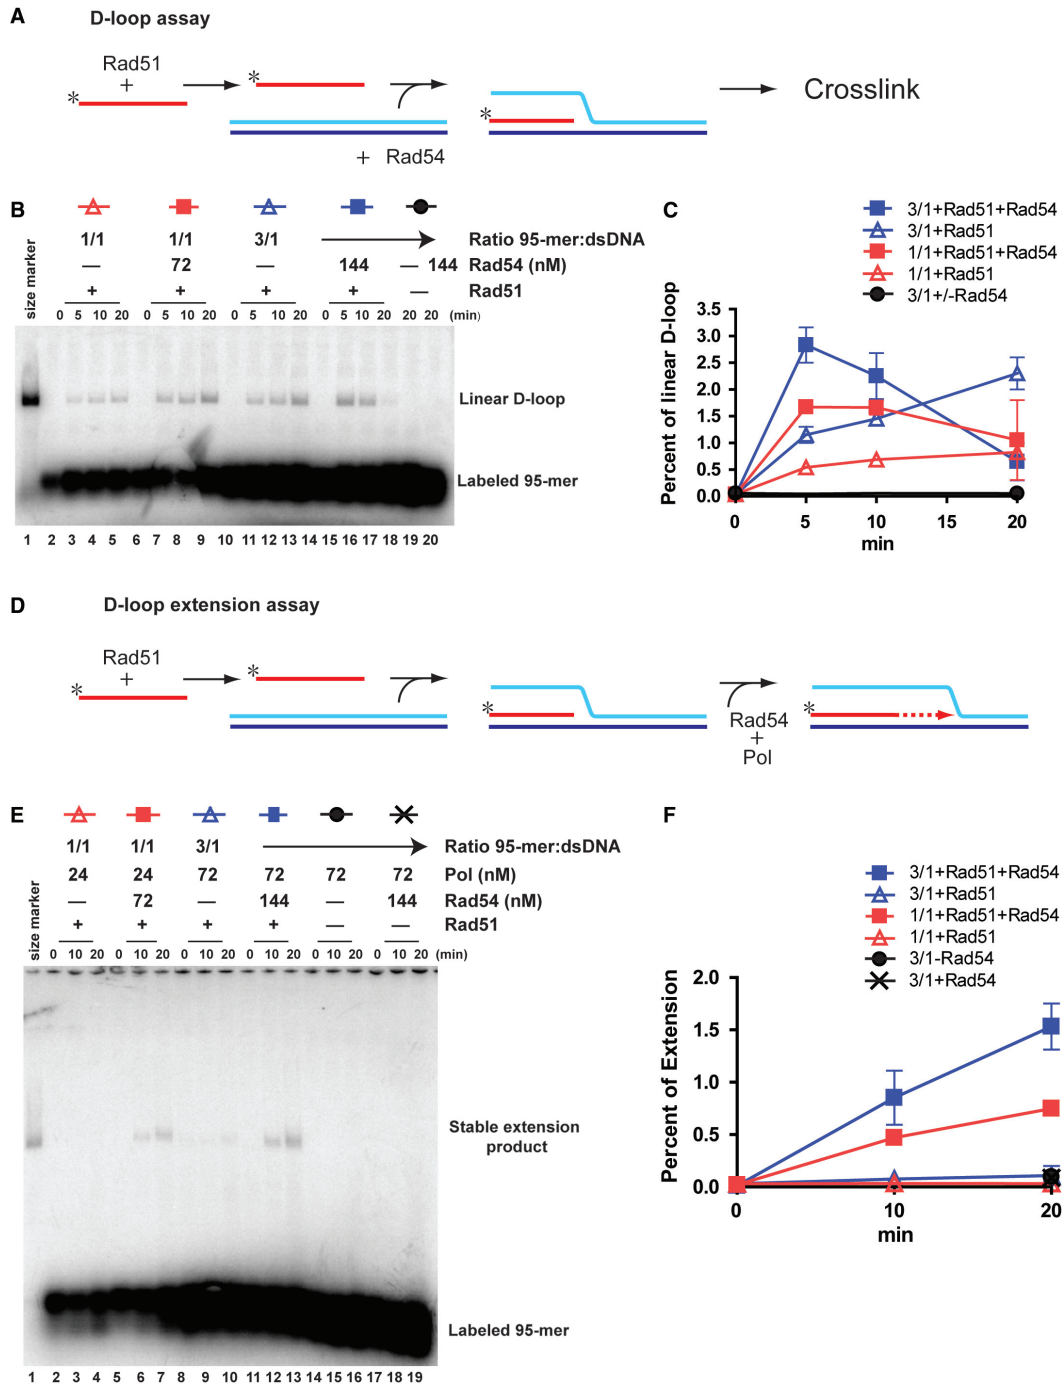 A
D-loop assay
Rad51
+
*
*
+ Rad54
*
Crosslink
B
1/1 1/1 3/1 Ratio 95-mer:dsDNA
— 72 — 144 — 144 Rad54 (nM)
+ + + + — Rad51
size marker
0 5 10 20 0 5 10 20 0 5 10 20 0 5 10 20 20 20 (min)
Linear D-loop
Labeled 95-mer
1 2 3 4 5 6 7 8 9 10 11 12 13 14 15 16 17 18 19 20
C
3/1+Rad51+Rad54
3/1+Rad51
1/1+Rad51+Rad54
1/1+Rad51
3/1+/-Rad54
Percent of linear D-loop
3.5
3.0
2.5
2.0
1.5
1.0
0.5
0.0
0 5 10 15 20
min
D
D-loop extension assay
Rad51
+
*
*
*
Rad54
+
Pol
*
E
1/1 1/1 3/1 Ratio 95-mer:dsDNA
24 24 72 72 72 72 Pol (nM)
— 72 — 144 — 144 Rad54 (nM)
+ + + + — — Rad51
size marker
0 10 20 0 10 20 0 10 20 0 10 20 0 10 20 0 10 20 (min)
Stable extension
product
Labeled 95-mer
1 2 3 4 5 6 7 8 9 10 11 12 13 14 15 16 17 18 19
F
3/1+Rad51+Rad54
3/1+Rad51
1/1+Rad51+Rad54
1/1+Rad51
3/1-Rad54
3/1+Rad54
Percent of Extension
2.0
1.5
1.0
0.5
0.0
0 10 20
min